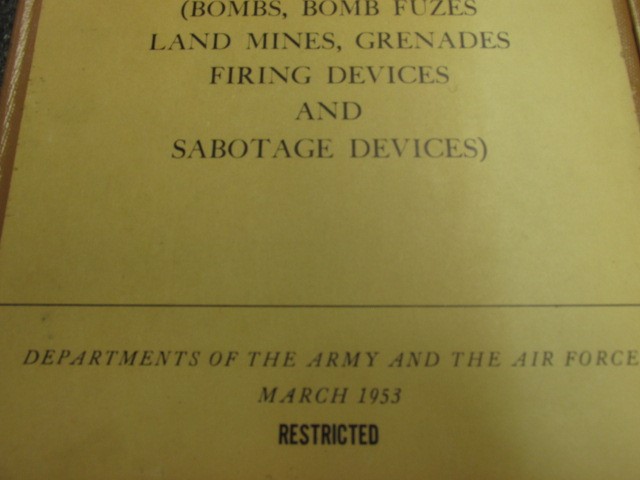 (BOMBS, BOMB FUZES
LAND MINES, GRENADES
FIRING DEVICES
AND
SABOTAGE DEVICES)
DEPARTMENTS OF THE ARMY AND THE AIR FORCE
MARCH 1953
RESTRICTED